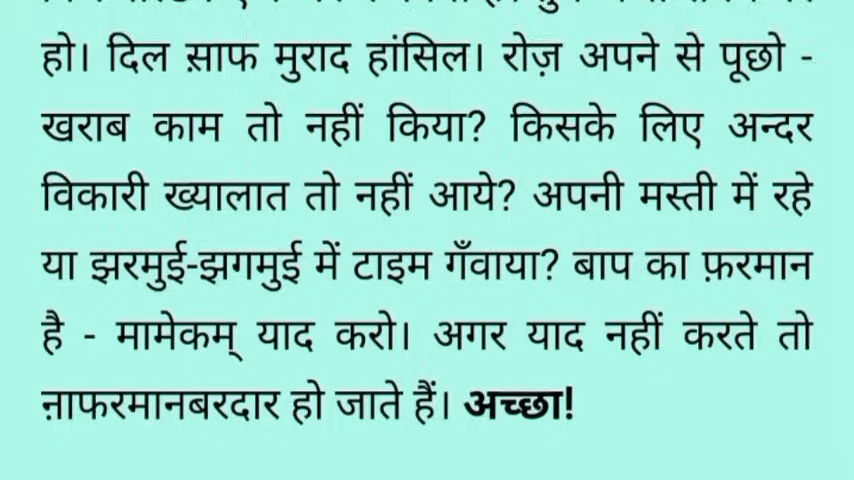 हो। दिल स़ाफ मुराद हांसिल। रोज़ अपने से पूछो -
खराब काम तो नहीं किया? किसके लिए अन्दर
विकारी ख्यालात तो नहीं आये? अपनी मस्ती में रहे
या झरमुई-झगमुई में टाइम गँवाया? बाप का फ़रमान
है - मामेकम् याद करो। अगर याद नहीं करते तो
ऩाफरमानबरदार हो जाते हैं। अच्छा!